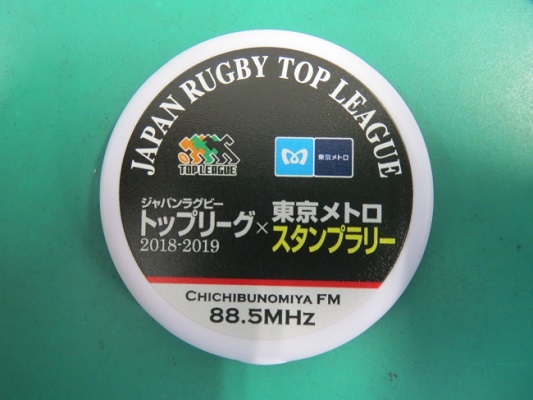 JAPAN RUGBY TOP LEAGUE
TOP LEAGUE
東京メトロ
ジャパンラグビー
トップリーグ
2018-2019
×
東京メトロ
スタンプラリー
CHICHIBUNOMIYA FM
88.5MHz